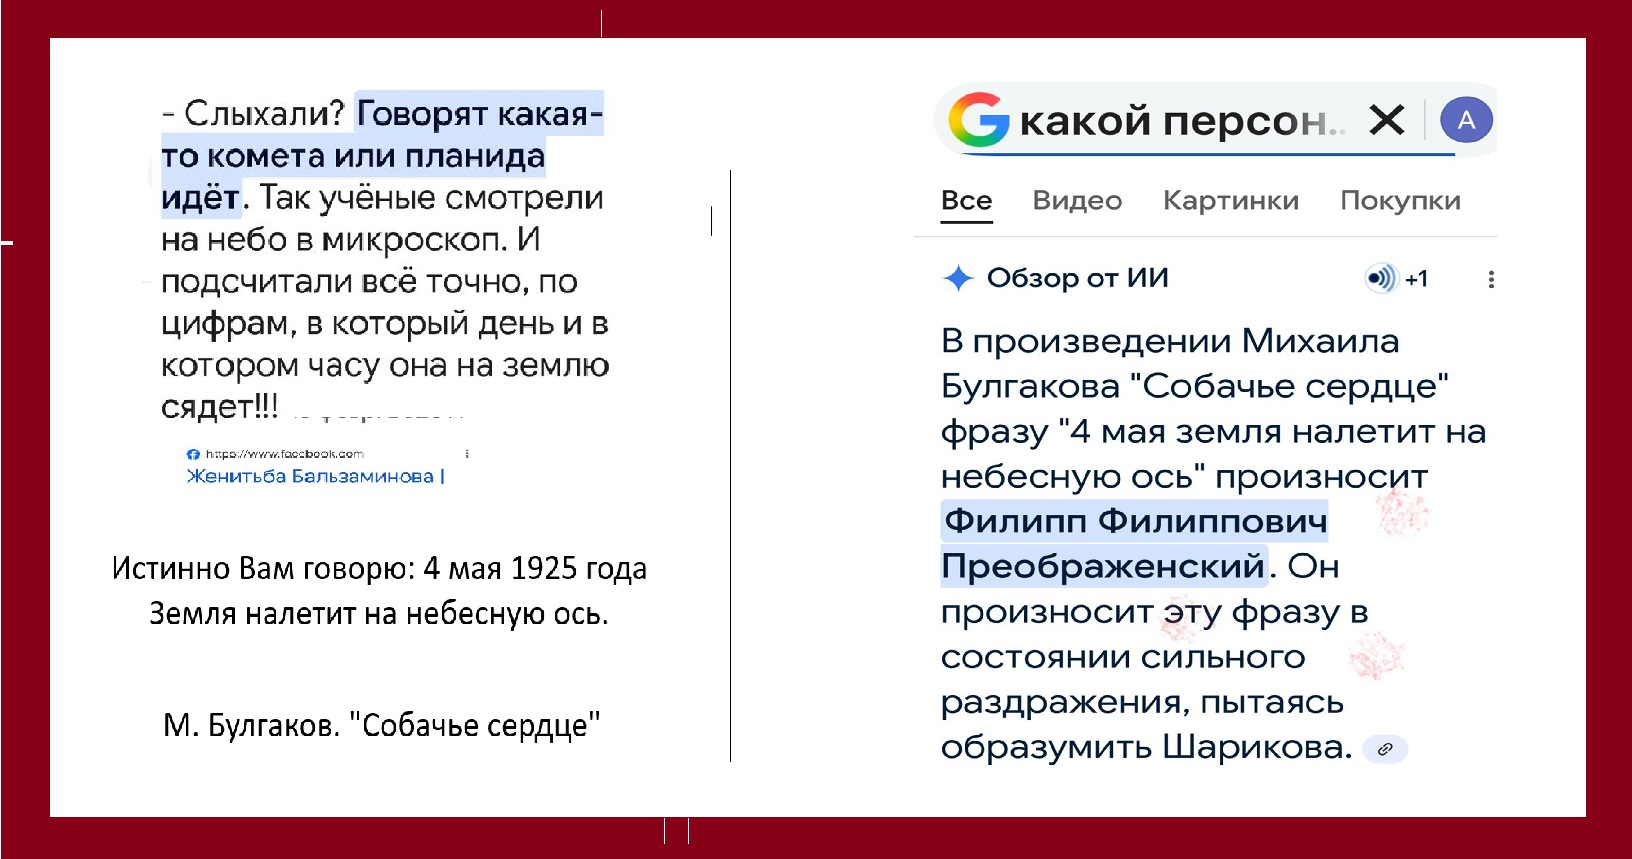 - Слыхали? Говорят какая-
то комета или планида
идёт. Так учёные смотрели
на небо в микроскоп. И
подсчитали всё точно, по
цифрам, в который день и в
котором часу она на землю
сядет!!!
https://www.facebook.com
Женитьба Бальзаминова |
Истинно Вам говорю: 4 мая 1925 года
Земля налетит на небесную ось.
М. Булгаков. "Собачье сердце"
какой персон...
A
Все Видео Картинки Покупки
Обзор от ИИ +1
В произведении Михаила
Булгакова "Собачье сердце"
фразу "4 мая земля налетит на
небесную ось" произносит
Филипп Филиппович
Преображенский. Он
произносит эту фразу в
состоянии сильного
раздражения, пытаясь
образумить Шарикова.